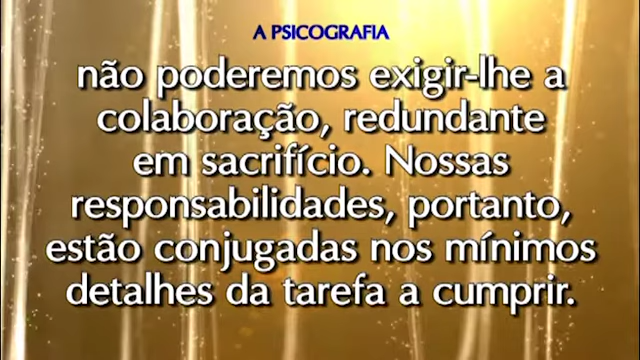 A PSICOGRAFIA
não poderemos exigir-lhe a
colaboração, redundante
em sacrifício. Nossas
responsabilidades, portanto,
estão conjugadas nos mínimos
detalhes da tarefa a cumprir.